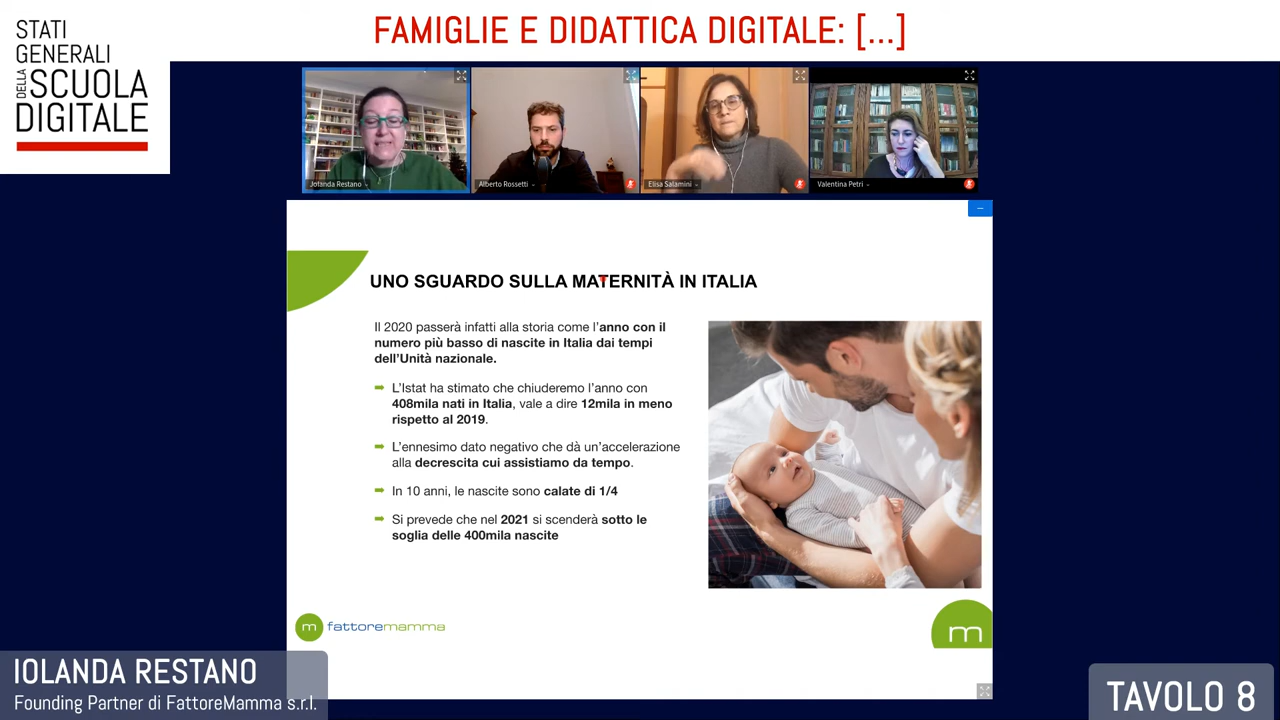 STATI
GENERALI
DELLA SCUOLA
DIGITALE
FAMIGLIE E DIDATTICA DIGITALE: [...]
Jolanda Restano
Alberto Rossetti
Elisa Salamini
Valentina Petri
UNO SGUARDO SULLA MATERNITÀ IN ITALIA
Il 2020 passerà infatti alla storia come l'anno con il
numero più basso di nascite in Italia dai tempi
dell'Unità nazionale.
L'Istat ha stimato che chiuderemo l'anno con
408mila nati in Italia, vale a dire 12mila in meno
rispetto al 2019.
L'ennesimo dato negativo che dà un'accelerazione
alla decrescita cui assistiamo da tempo.
In 10 anni, le nascite sono calate di 1/4
Si prevede che nel 2021 si scenderà sotto le
soglia delle 400mila nascite
m fattoremamma
m
IOLANDA RESTANO
Founding Partner di FattoreMamma s.r.l.
TAVOLO 8